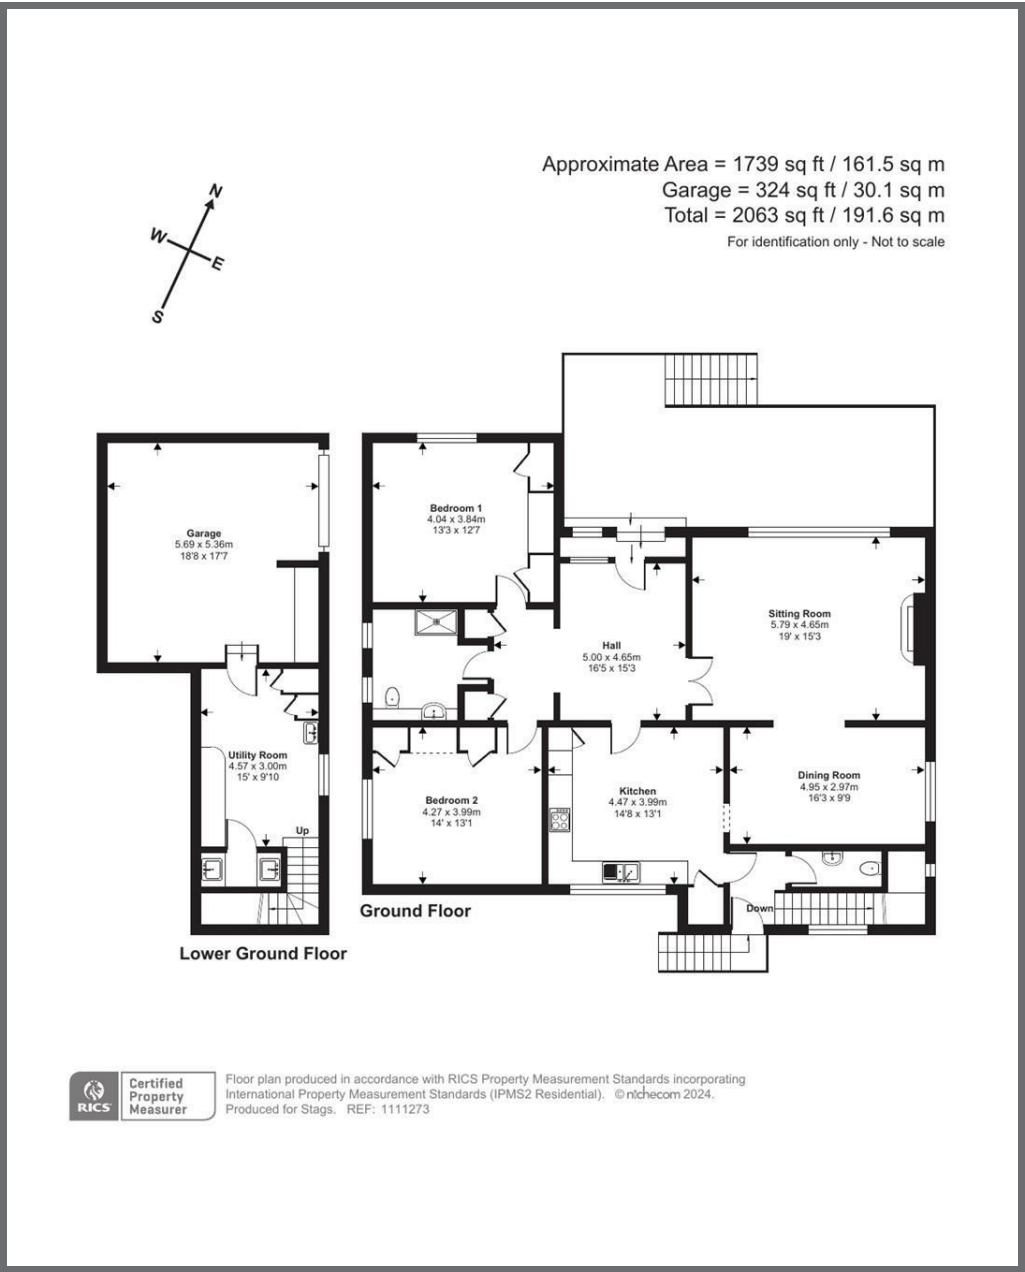 Approximate Area = 1739 sq ft / 161.5 sq m
Garage = 324 sq ft / 30.1 sq m
Total = 2063 sq ft / 191.6 sq m
For identification only - Not to scale
N
W
E
S
Garage
5.69 x 5.36m
18'8 x 17'7
Utility Room
4.57 x 3.00m
15' x 9'10
Up
Lower Ground Floor
Bedroom 1
4.04 x 3.84m
13'3 x 12'7
Hall
5.00 x 4.65m
16'5 x 15'3
Sitting Room
5.79 x 4.65m
19' x 15'3
Bedroom 2
4.27 x 3.99m
14' x 13'1
Kitchen
4.47 x 3.99m
14'8 x 13'1
Dining Room
4.95 x 2.97m
16'3 x 9'9
Down
Ground Floor
RICS
Certified
Property
Measurer
Floor plan produced in accordance with RICS Property Measurement Standards incorporating
International Property Measurement Standards (IPMS2 Residential). © nichecom 2024.
Produced for Stags. REF: 1111273